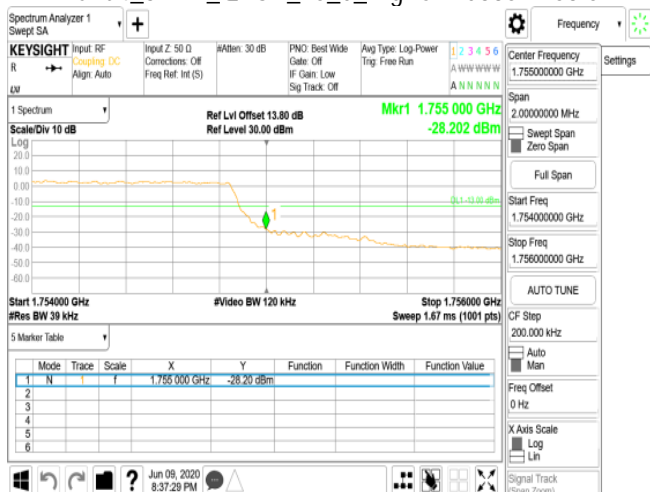 Spectrum Analyzer 1
Swept SA
+
Frequency
KEYSIGHT
Input: RF
Input Z: 50 Ω
#Atten: 30 dB
PNO: Best Wide
Avg Type: Log-Power
1 2 3 4 5 6
R
Coupling: DC
Corrections: Off
Gate: Off
Trig: Free Run
A W W W W W
Align: Auto
Freq Ref: Int (S)
IF Gain: Low
Sig Track: Off
A N N N N N
LXI
Center Frequency
1.755000000 GHz
Settings
Span
2.00000000 MHz
Swept Span
Zero Span
Full Span
Start Freq
1.754000000 GHz
Stop Freq
1.756000000 GHz
AUTO TUNE
CF Step
200.000 kHz
Auto
Man
Freq Offset
0 Hz
X Axis Scale
Log
Lin
Signal Track
(Span Zoom)
1 Spectrum
Ref Lvl Offset 13.80 dB
Mkr1 1.755 000 GHz
Scale/Div 10 dB
Ref Level 30.00 dBm
-28.202 dBm
Log
20.0
10.0
0.00
-10.0
DL1 -13.00 dBm
-20.0
1
-30.0
-40.0
-50.0
-60.0
Start 1.754000 GHz
#Video BW 120 kHz
Stop 1.756000 GHz
#Res BW 39 kHz
Sweep 1.67 ms (1001 pts)
5 Marker Table
Mode Trace Scale X Y Function Function Width Function Value
1 N 1 f 1.755 000 GHz -28.20 dBm
2
3
4
5
6
?
Jun 09, 2020
8:37:29 PM